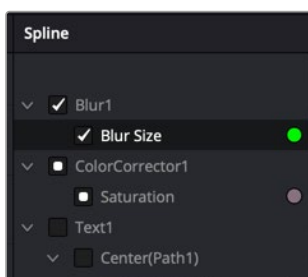 Spline
Blur1
Blur Size
ColorCorrector1
Saturation
Text1
Center(Path1)